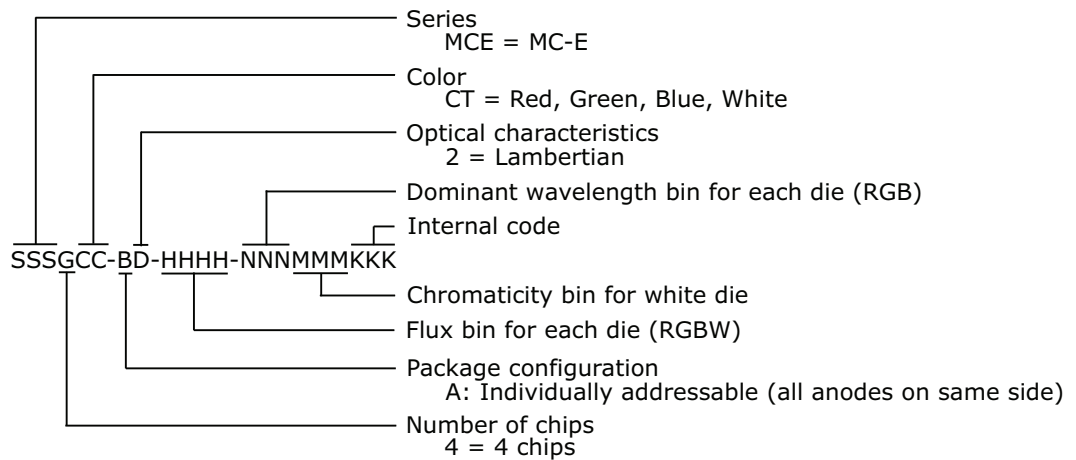 Series
MCE = MC-E
Color
CT = Red, Green, Blue, White
Optical characteristics
2 = Lambertian
Dominant wavelength bin for each die (RGB)
Internal code
SSSGCC-BD-HHHH-NNNMMMKKK
Chromaticity bin for white die
Flux bin for each die (RGBW)
Package configuration
A: Individually addressable (all anodes on same side)
Number of chips
4 = 4 chips